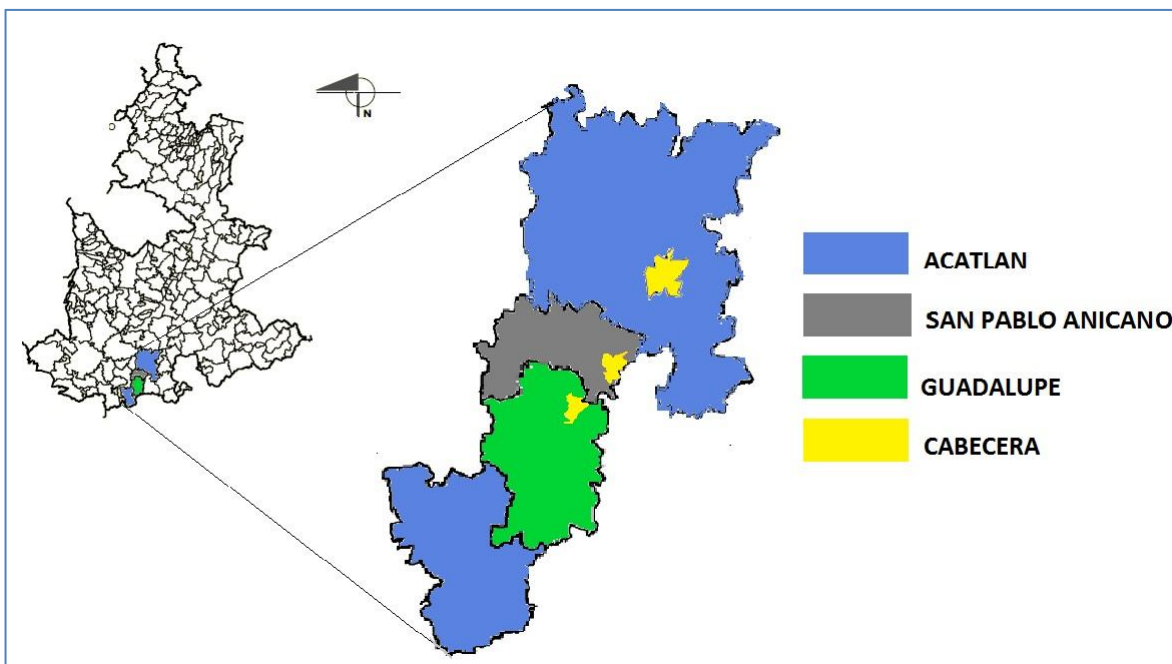 N
ACATLAN
SAN PABLO ANICANO
GUADALUPE
CABECERA